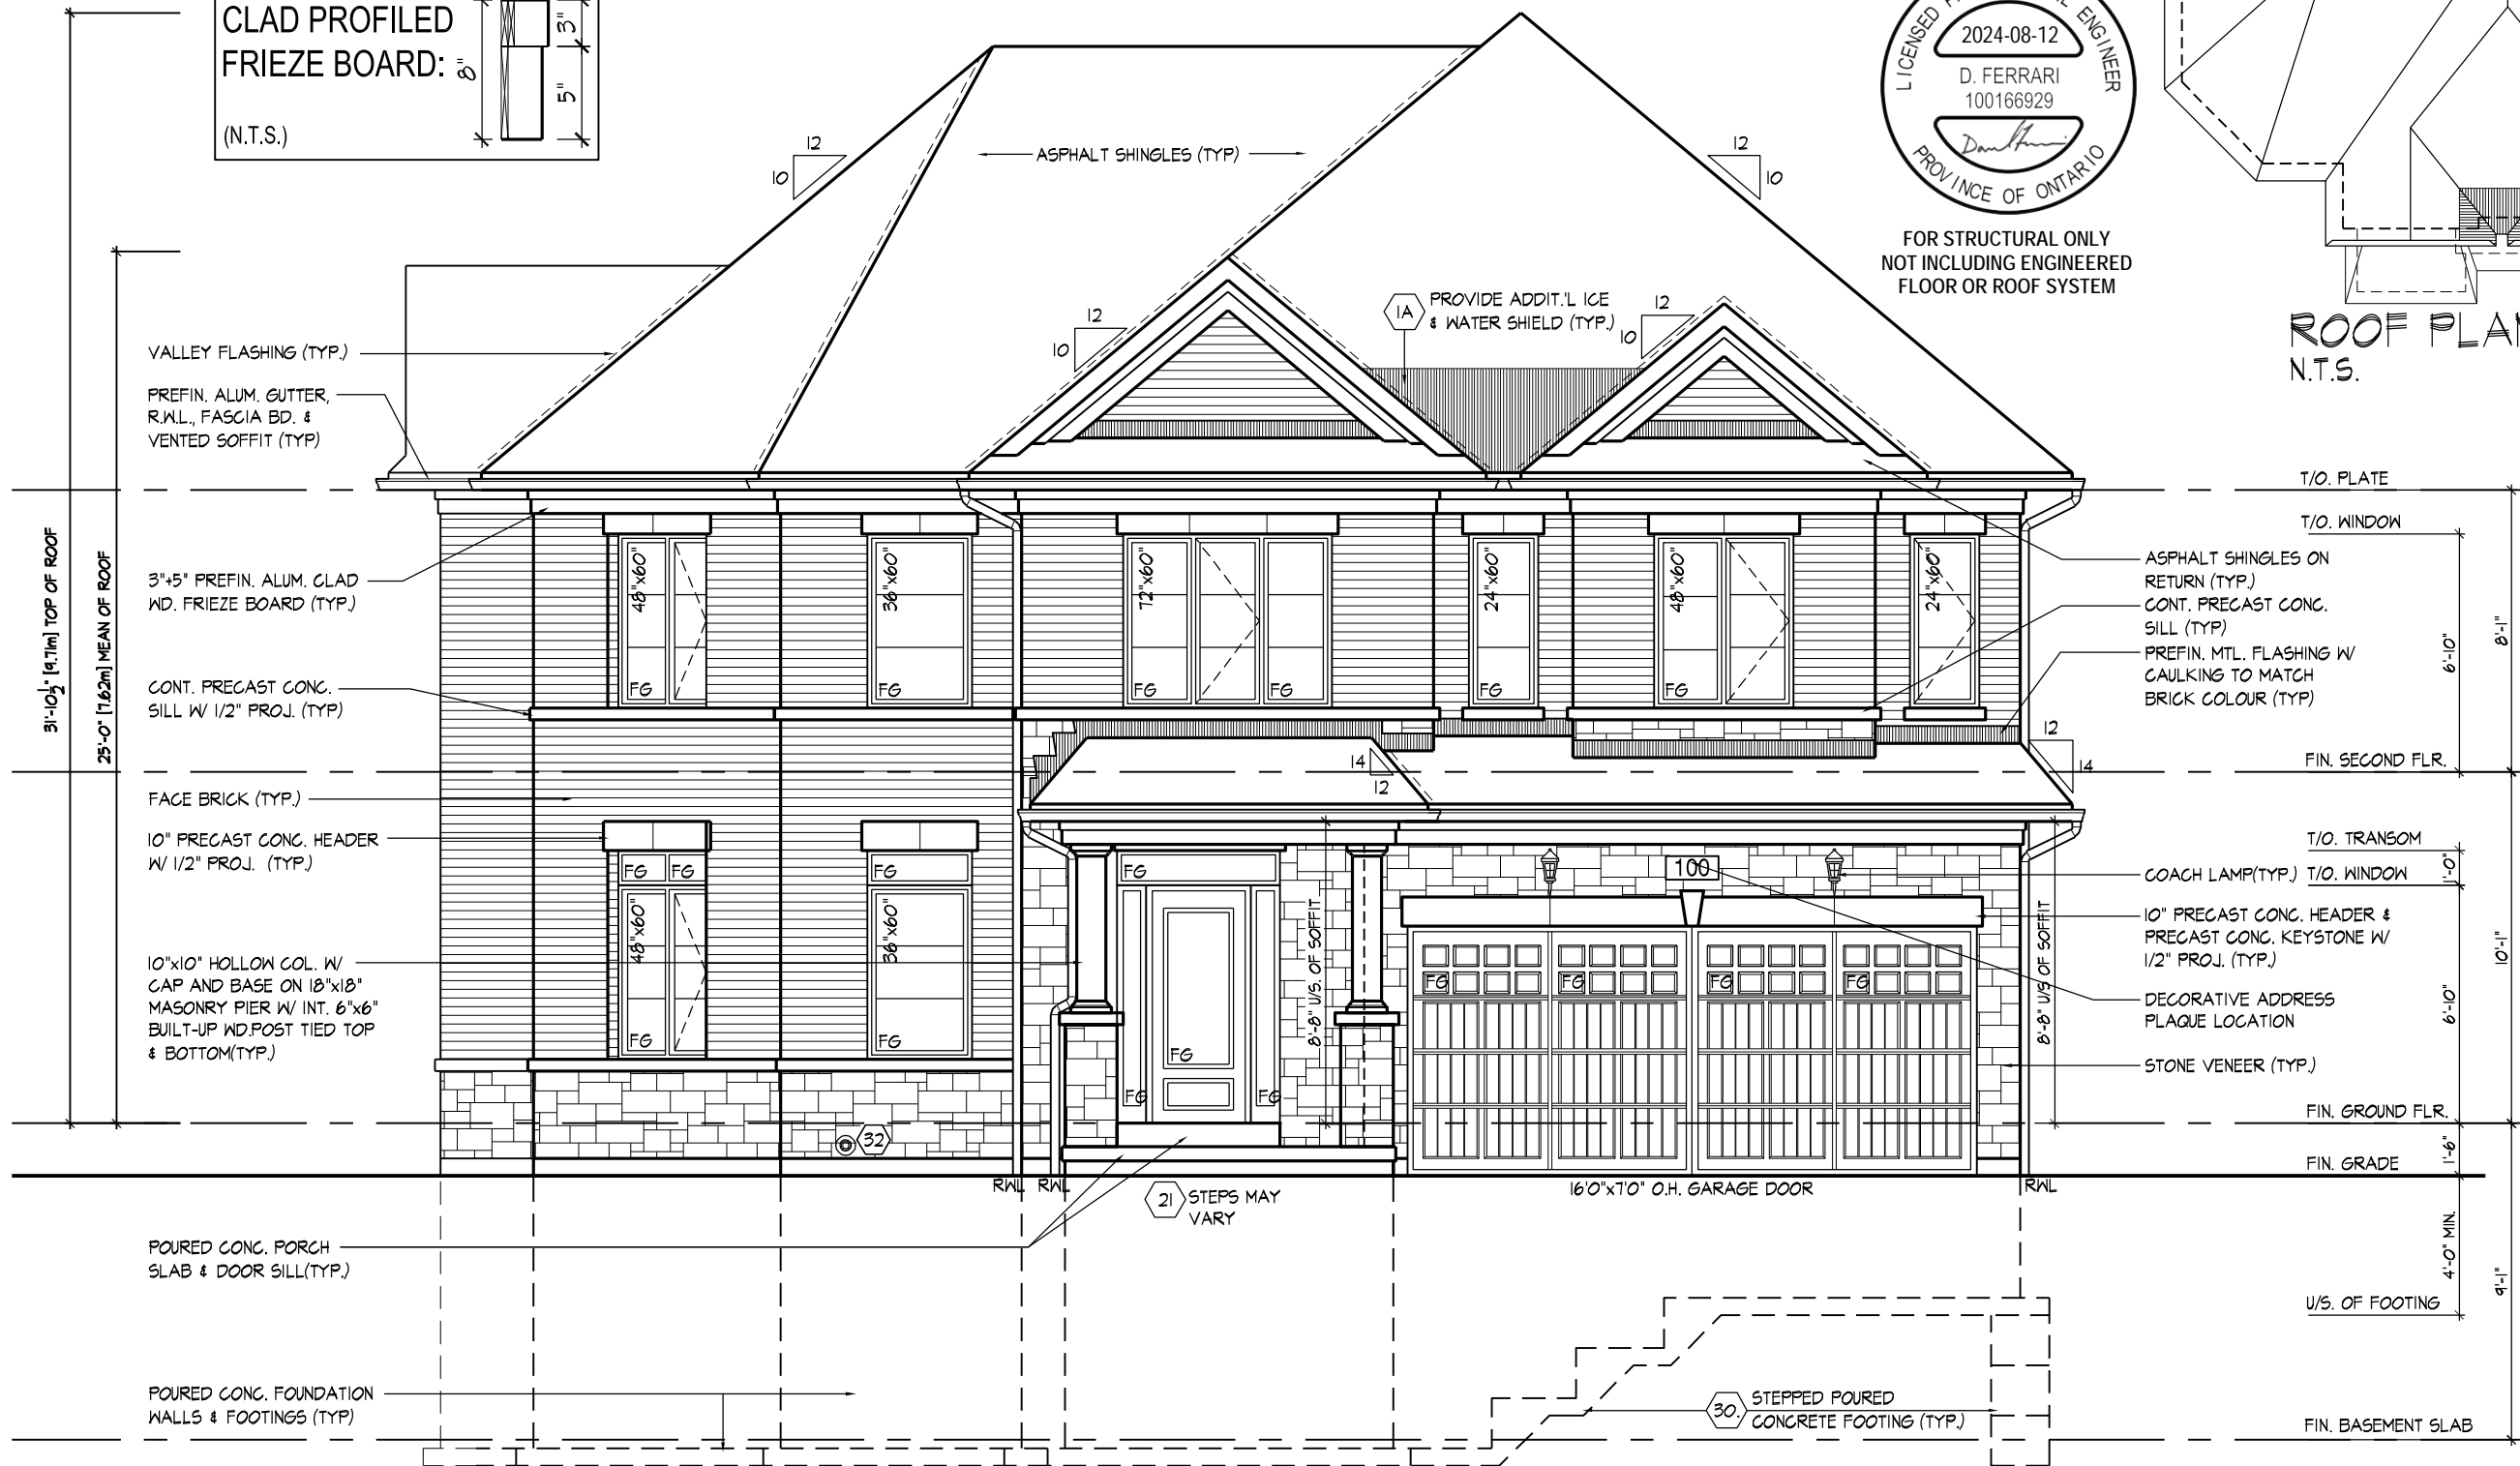 CLAD PROFILED
FRIEZE BOARD:
(N.T.S.)
8"
3"
5"
LICENSED
ENGINEER
2024-08-12
D. FERRARI
100166929
PROVINCE OF ONTARIO
FOR STRUCTURAL ONLY
NOT INCLUDING ENGINEERED
FLOOR OR ROOF SYSTEM
ROOF PLAN
N.T.S.
12
10
ASPHALT SHINGLES (TYP)
12
10
12
10
1A
PROVIDE ADDIT.'L ICE
& WATER SHIELD (TYP.)
12
10
31'-10½" [9.71m] TOP OF ROOF
25'-0" [7.62m] MEAN OF ROOF
VALLEY FLASHING (TYP.)
PREFIN. ALUM. GUTTER,
R.W.L., FASCIA BD. &
VENTED SOFFIT (TYP)
3"+5" PREFIN. ALUM. CLAD
WD. FRIEZE BOARD (TYP.)
CONT. PRECAST CONC.
SILL W/ 1/2" PROJ. (TYP)
FACE BRICK (TYP.)
10" PRECAST CONC. HEADER
W/ 1/2" PROJ. (TYP.)
10"x10" HOLLOW COL. W/
CAP AND BASE ON 18"x18"
MASONRY PIER W/ INT. 6"x6"
BUILT-UP WD.POST TIED TOP
& BOTTOM(TYP.)
POURED CONC. PORCH
SLAB & DOOR SILL(TYP.)
POURED CONC. FOUNDATION
WALLS & FOOTINGS (TYP)
48"x60"
FG
36"x60"
FG
72"x60"
FG
FG
24"x60"
FG
48"x60"
FG
24"x60"
14
12
12
14
FG
FG
48"x60"
FG
FG
36"x60"
FG
FG
FG
FG
FG
8'-8" U/S. OF SOFFIT
100
FG
FG
FG
FG
8'-8" U/S. OF SOFFIT
32
RWL
RWL
21
STEPS MAY
VARY
16'0"x7'0" O.H. GARAGE DOOR
RWL
30.
STEPPED POURED
CONCRETE FOOTING (TYP.)
T/O. PLATE
T/O. WINDOW
ASPHALT SHINGLES ON
RETURN (TYP.)
CONT. PRECAST CONC.
SILL (TYP)
PREFIN. MTL. FLASHING W/
CAULKING TO MATCH
BRICK COLOUR (TYP)
6'-10"
8'-1"
FIN. SECOND FLR.
T/O. TRANSOM
COACH LAMP(TYP.)
T/O. WINDOW
1'-0"
10" PRECAST CONC. HEADER &
PRECAST CONC. KEYSTONE W/
1/2" PROJ. (TYP.)
DECORATIVE ADDRESS
PLAQUE LOCATION
6'-10"
10'-1"
STONE VENEER (TYP.)
FIN. GROUND FLR.
1'-6"
FIN. GRADE
4'-0" MIN.
9'-1"
U/S. OF FOOTING
FIN. BASEMENT SLAB